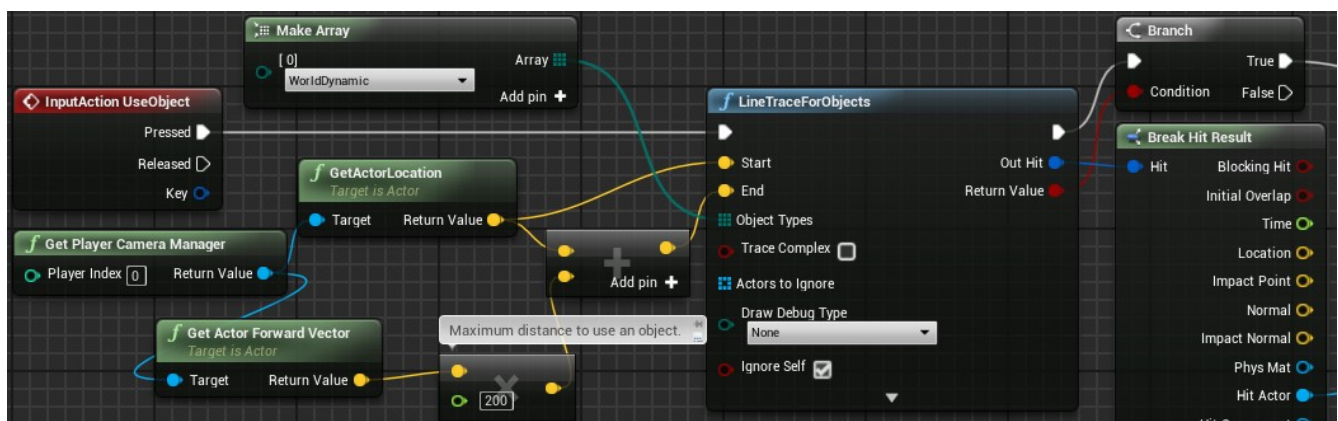 Make Array
[ 0]
Array
WorldDynamic
Add pin +
InputAction UseObject
Pressed
Released
Key
GetActorLocation
Target is Actor
Target
Return Value
Get Player Camera Manager
Player Index 0
Return Value
Get Actor Forward Vector
Target is Actor
Target
Return Value
Add pin +
Maximum distance to use an object.
200
LineTraceForObjects
Start
Out Hit
End
Return Value
Object Types
Trace Complex
Actors to Ignore
Draw Debug Type
None
Ignore Self
Branch
True
Condition
False
Break Hit Result
Hit
Blocking Hit
Initial Overlap
Time
Location
Impact Point
Normal
Impact Normal
Phys Mat
Hit Actor